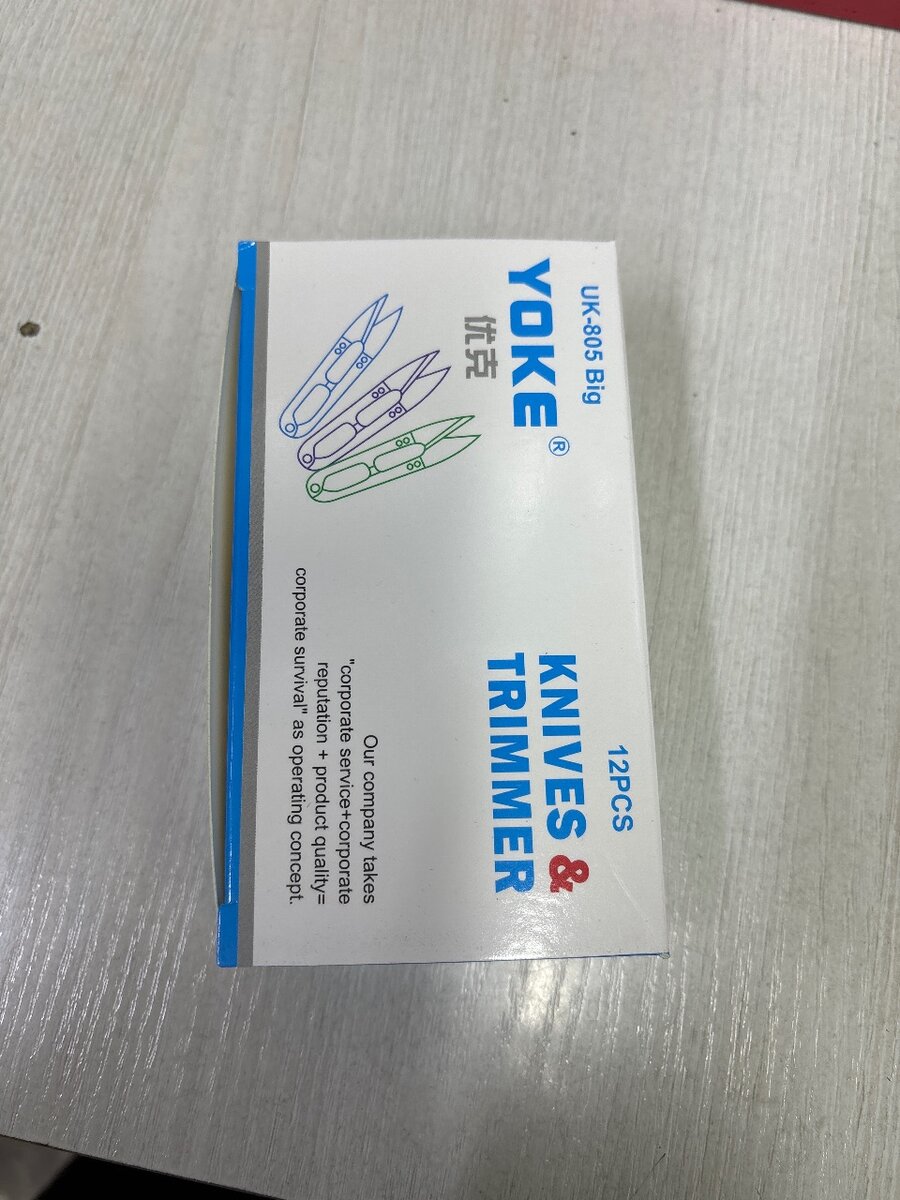 UK-805 Big
YOKE®
优克
12PCS
KNIVES &
TRIMMER
Our company takes
"corporate service+corporate
reputation + product quality=
corporate survival" as operating concept.